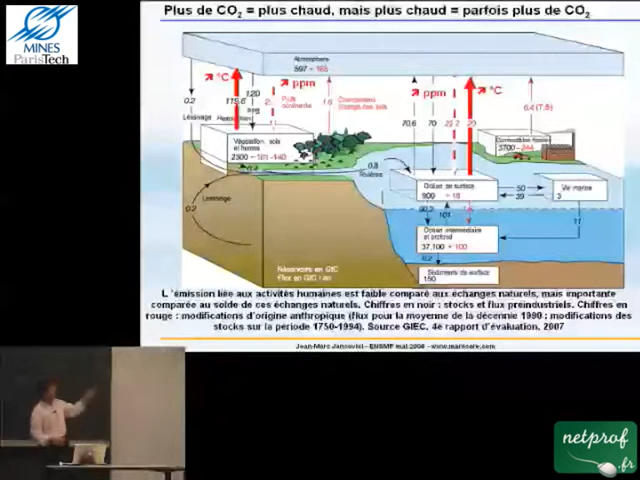 Plus de CO2 = plus chaud, mais plus chaud = parfois plus de CO2
MINES
ParisTech
Atmosphère
597 + 165
↗ °C
↗ ppm
↗ ppm
↗ °C
0.2
119.6
120
1.6
70.6
70
22.2
20
6.4 (7.8)
Végétation, sols
2300 + 101 -140
Combustibles fossiles
3700 - 244
0.8
Rivières
Océan de surface
900 + 18
50
39
Vie marine
3
0.2
Lessivage
101
11
Océan intermédiaire
et profond
37,100 + 100
0.2
Sédiments de surface
150
Réservoirs en GtC
Flux en GtC / an
L 'émission liée aux activités humaines est faible comparé aux échanges naturels, mais importante
comparée au solde de ces échanges naturels. Chiffres en noir : stocks et flux préindustriels. Chiffres en
rouge : modifications d'origine anthropique (flux pour la moyenne de la décennie 1990 ; modifications des
stocks sur la période 1750-1994). Source GIEC, 4e rapport d'évaluation, 2007
Jean-Marc Jancovici - ENSMP mai 2008 - www.manicore.com
netprof
.fr